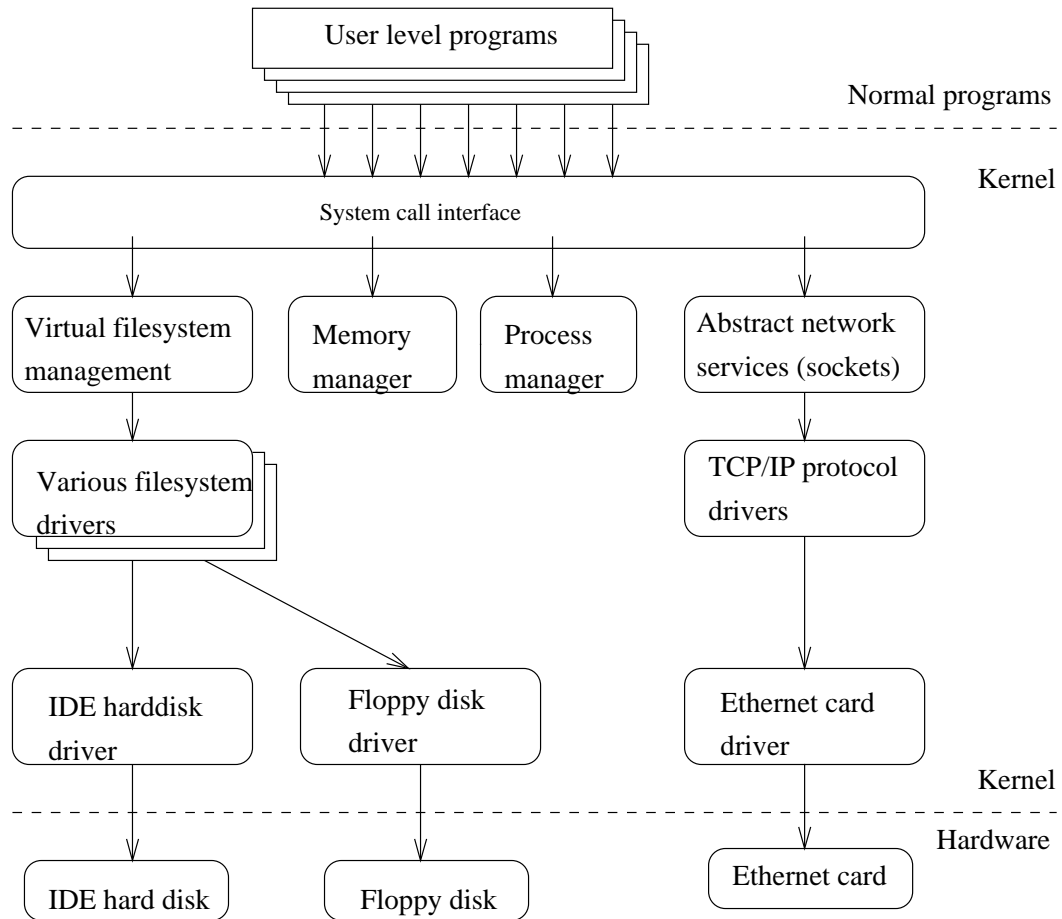 User level programs
Normal programs
Kernel
System call interface
Virtual filesystem
management
Memory
manager
Process
manager
Abstract network
services (sockets)
Various filesystem
drivers
TCP/IP protocol
drivers
IDE harddisk
driver
Floppy disk
driver
Ethernet card
driver
Kernel
Hardware
IDE hard disk
Floppy disk
Ethernet card